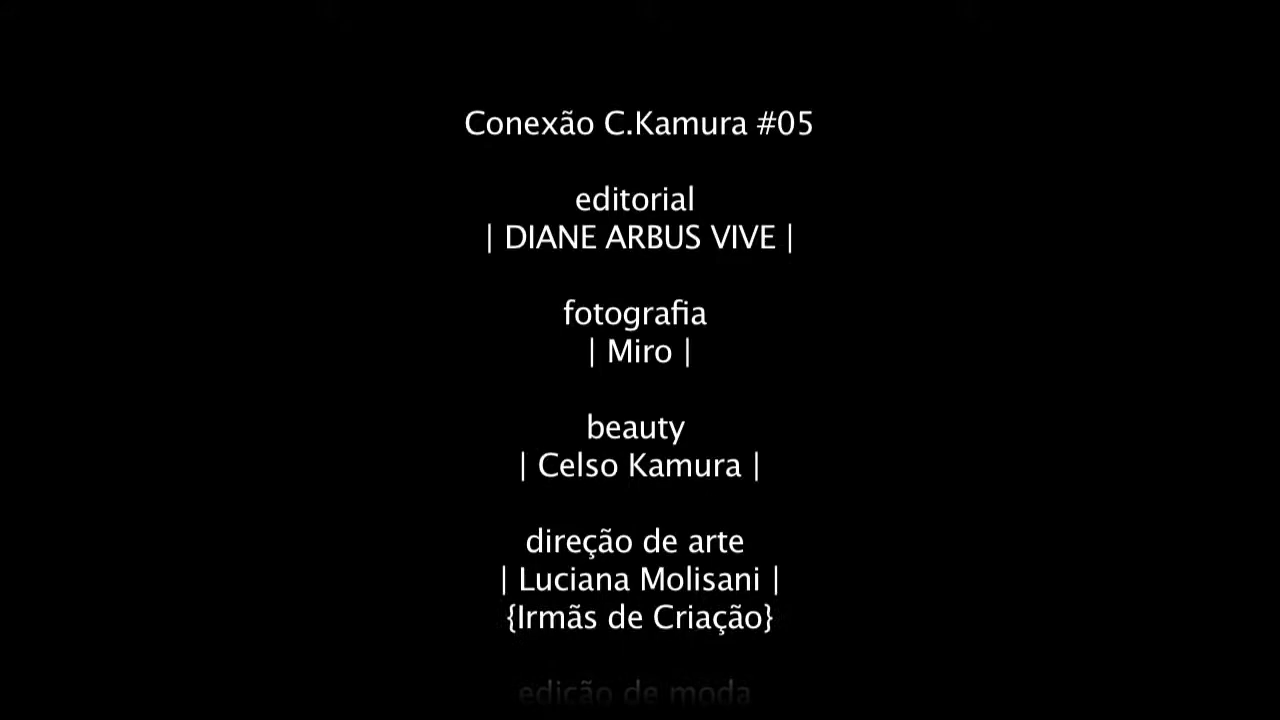 Conexão C.Kamura #05
editorial
| DIANE ARBUS VIVE |
fotografia
| Miro |
beauty
| Celso Kamura |
direção de arte
| Luciana Molisani |
{Irmãs de Criação}
edição de moda